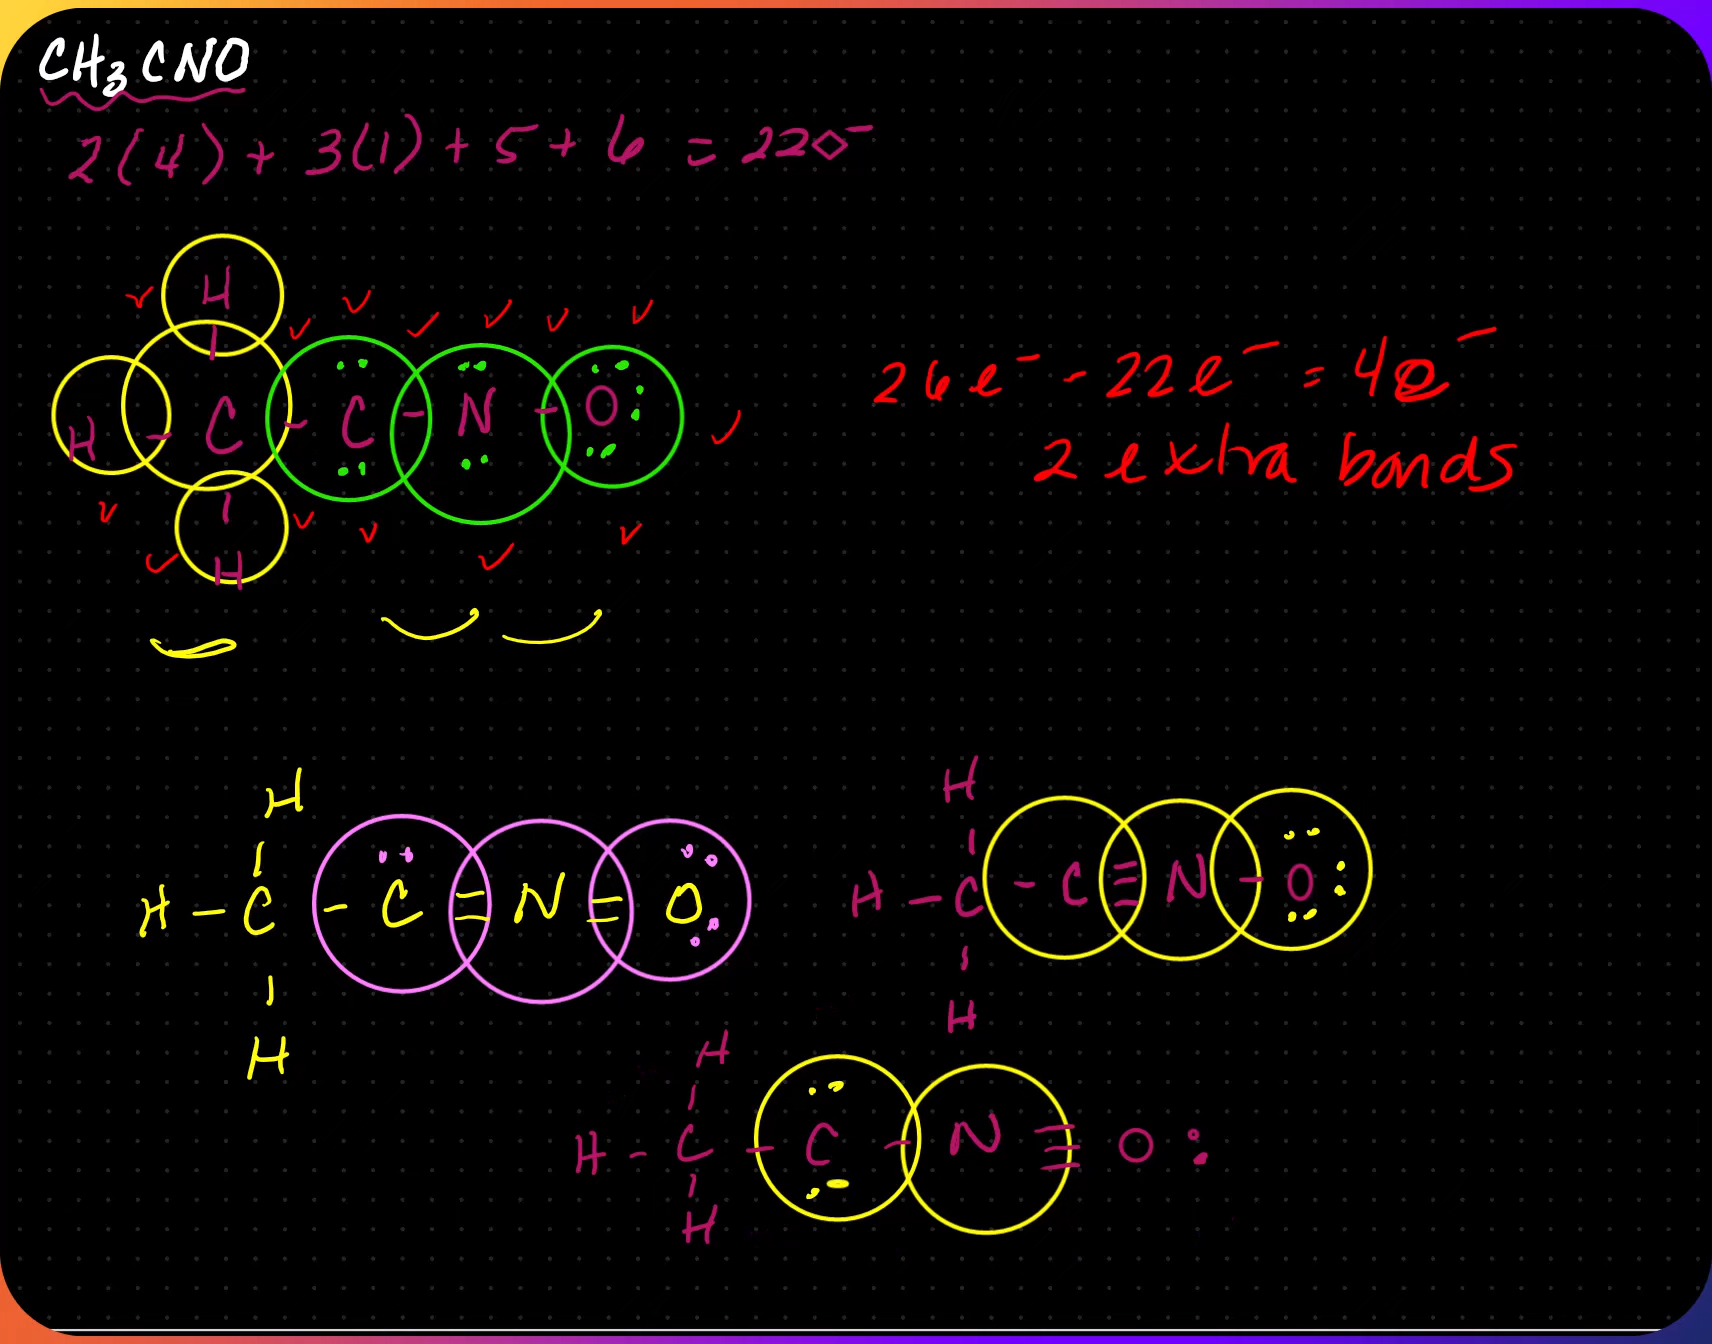 CH3CNO
2(4) + 3(1) + 5 + 6 = 22e-
H
H - C - C - N - O
H
26e- - 22e- = 4e-
2 extra bonds
H
H - C - C = N = O
H
H
H - C - C ≡ N - O
H
H
H - C - C - N ≡ O :
H